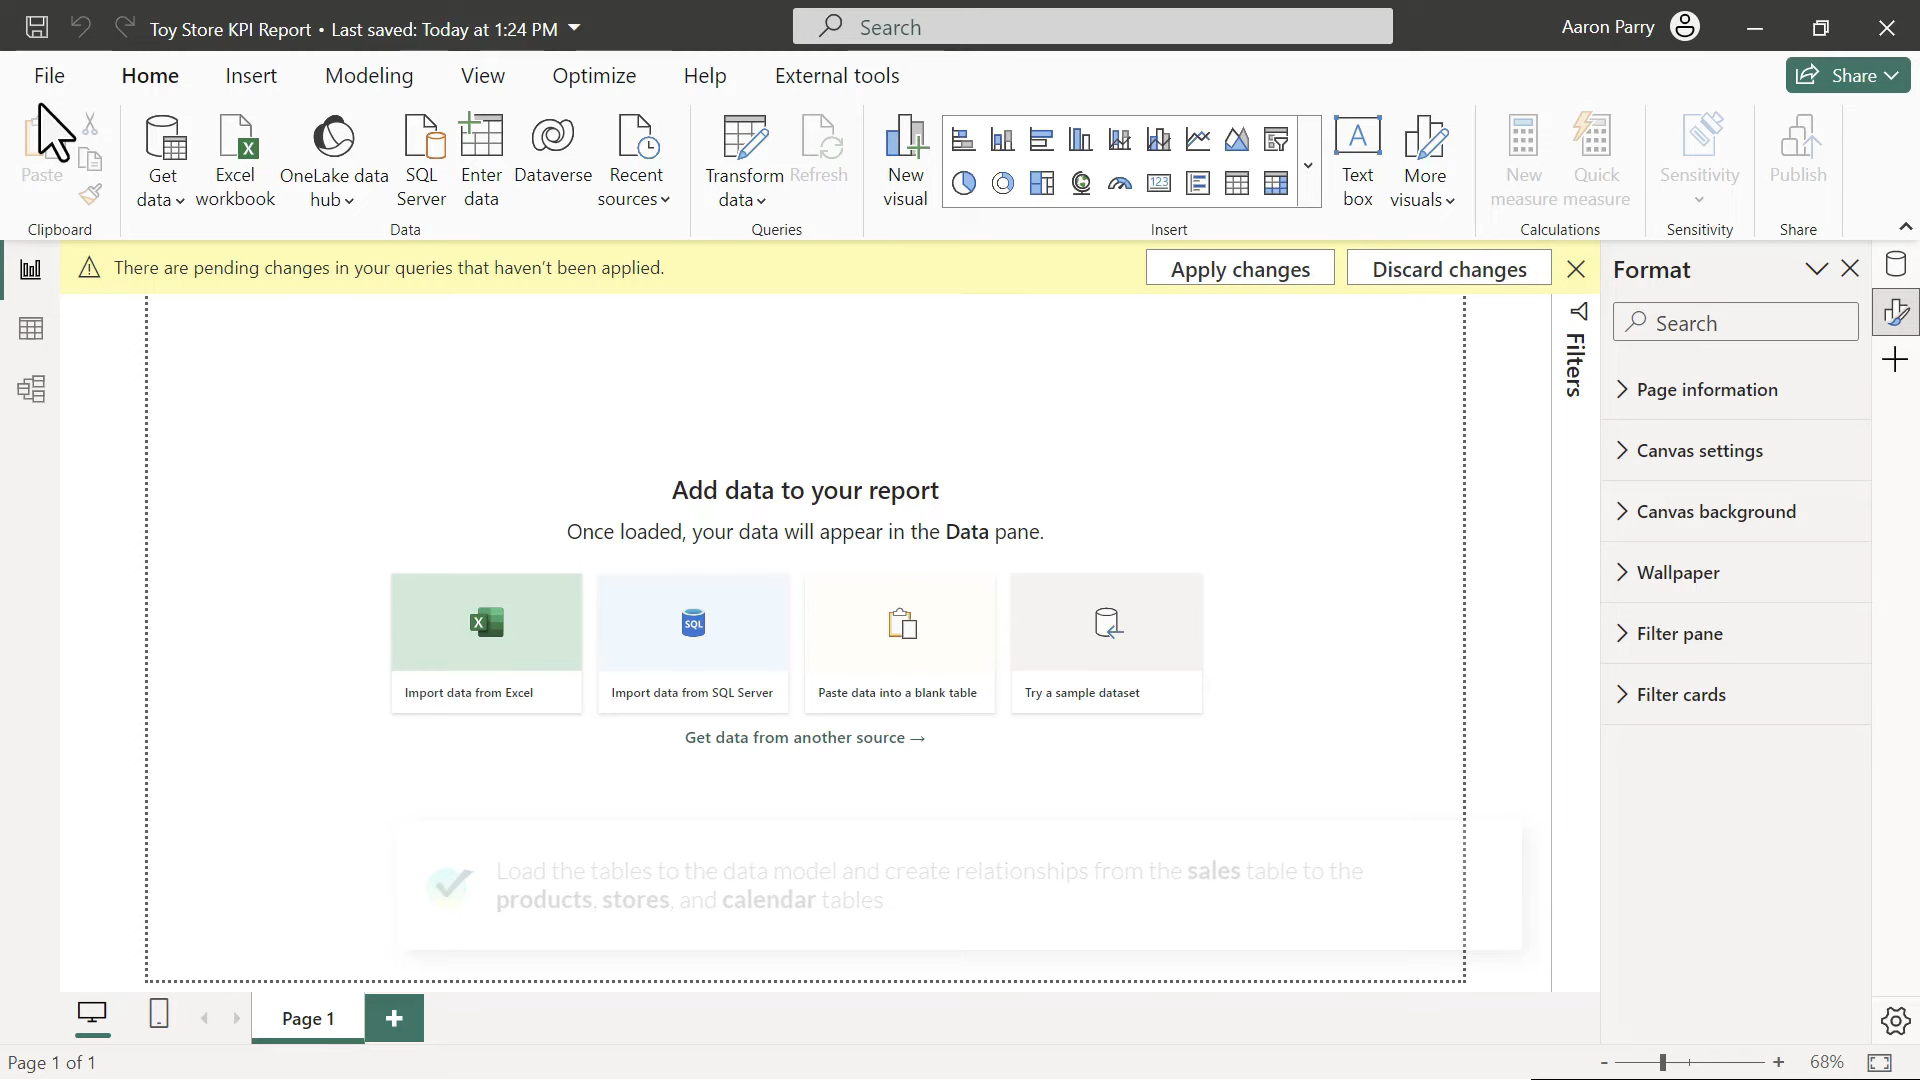 Toy Store KPI Report • Last saved: Today at 1:24 PM
Search
Aaron Parry
File
Home
Insert
Modeling
View
Optimize
Help
External tools
Share
Paste
Get
data
Excel
workbook
OneLake data
hub
SQL
Server
Enter
data
Dataverse
Recent
sources
Transform
data
Refresh
New
visual
Text
box
More
visuals
New
measure
Quick
measure
Sensitivity
Publish
Clipboard
Data
Queries
Insert
Calculations
Sensitivity
Share
There are pending changes in your queries that haven't been applied.
Apply changes
Discard changes
Filters
Format
Search
Page information
Canvas settings
Canvas background
Wallpaper
Filter pane
Filter cards
Add data to your report
Once loaded, your data will appear in the Data pane.
X
SQL
Import data from Excel
Import data from SQL Server
Paste data into a blank table
Try a sample dataset
Get data from another source →
Load the tables to the data model and create relationships from the sales table to the
products, stores, and calendar tables
Page 1
Page 1 of 1
- + 68%